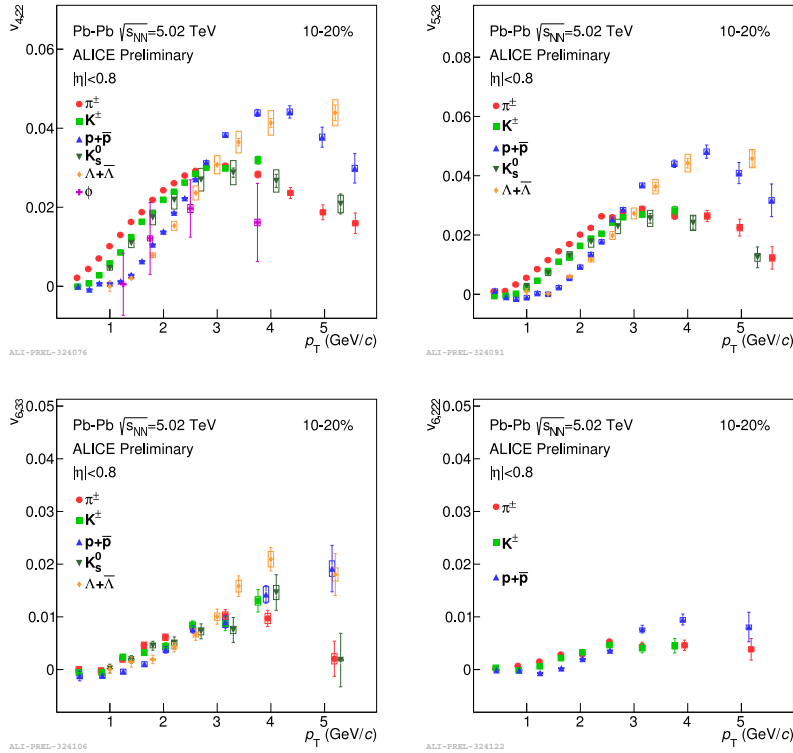 v4,22
0.06
0.04
0.02
0
Pb-Pb √sNN=5.02 TeV 10-20%
ALICE Preliminary
|η|<0.8
π±
K±
p+p̅
K0s
Λ+Λ̅
ϕ
1 2 3 4 5
pT (GeV/c)
ALI-PREL-324076
v5,32
0.08
0.06
0.04
0.02
0
Pb-Pb √sNN=5.02 TeV 10-20%
ALICE Preliminary
|η|<0.8
π±
K±
p+p̅
K0s
Λ+Λ̅
1 2 3 4 5
pT (GeV/c)
ALI-PREL-324091
v6,33
0.05
0.04
0.03
0.02
0.01
0
Pb-Pb √sNN=5.02 TeV 10-20%
ALICE Preliminary
|η|<0.8
π±
K±
p+p̅
K0s
Λ+Λ̅
1 2 3 4 5
pT (GeV/c)
ALI-PREL-324106
v6,222
0.05
0.04
0.03
0.02
0.01
0
Pb-Pb √sNN=5.02 TeV 10-20%
ALICE Preliminary
|η|<0.8
π±
K±
p+p̅
1 2 3 4 5
pT (GeV/c)
ALI-PREL-324122